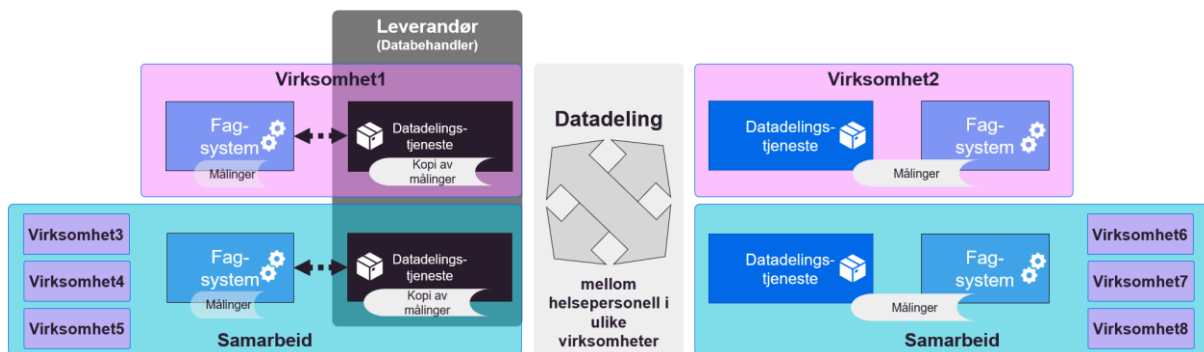 Leverandør
(Databehandler)
Virksomhet1
Fag-
system
Målinger
Datadelings-
tjeneste
Kopi av
målinger
Virksomhet3
Virksomhet4
Virksomhet5
Fag-
system
Målinger
Datadelings-
tjeneste
Kopi av
målinger
Samarbeid
Datadeling
mellom
helsepersonell i
ulike
virksomheter
Virksomhet2
Datadelings-
tjeneste
Fag-
system
Målinger
Datadelings-
tjeneste
Fag-
system
Målinger
Virksomhet6
Virksomhet7
Virksomhet8
Samarbeid